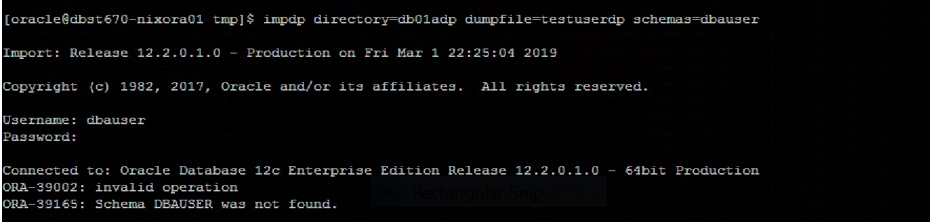 [oracle@dbst670-nixora01 tmp]$ impdp directory=db01adp dumpfile=testuserdp schemas=dbauser
Import: Release 12.2.0.1.0 - Production on Fri Mar 1 22:25:04 2019
Copyright (c) 1982, 2017, Oracle and/or its affiliates.  All rights reserved.
Username: dbauser
Password:
Connected to: Oracle Database 12c Enterprise Edition Release 12.2.0.1.0 - 64bit Production
ORA-39002: invalid operation
Rectangular Snip
ORA-39165: Schema DBAUSER was not found.